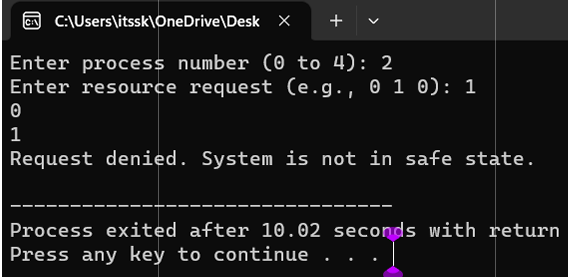 C:\Users\itssk\OneDrive\Desk
Enter process number (0 to 4): 2
Enter resource request (e.g., 0 1 0): 1
0
1
Request denied. System is not in safe state.
--------------------------------
Process exited after 10.02 seconds with return
Press any key to continue . . .